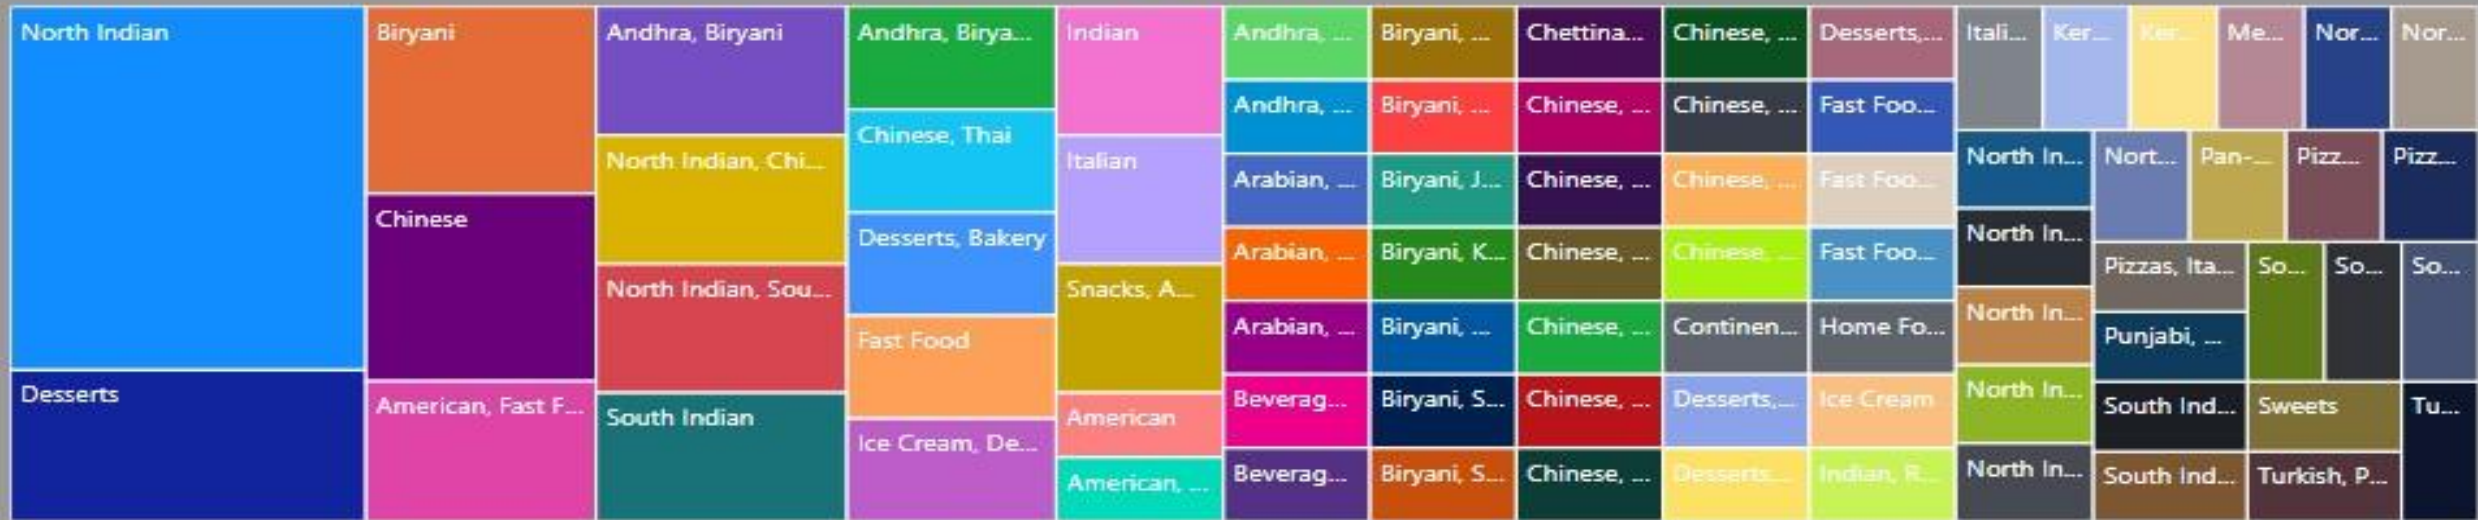 North Indian
Desserts
Biryani
Chinese
American, Fast F...
Andhra, Biryani
North Indian, Chi...
North Indian, Sou...
South Indian
Andhra, Birya...
Chinese, Thai
Desserts, Bakery
Fast Food
Ice Cream, De...
Indian
Italian
Snacks, A...
American
American, ...
Andhra, ...
Andhra, ...
Arabian, ...
Arabian, ...
Arabian, ...
Beverag...
Beverag...
Biryani, ...
Biryani, ...
Biryani, J...
Biryani, K...
Biryani, ...
Biryani, S...
Biryani, S...
Chettina...
Chinese, ...
Chinese, ...
Chinese, ...
Chinese, ...
Chinese, ...
Chinese, ...
Chinese, ...
Chinese, ...
Chinese, ...
Chinese, ...
Continen...
Desserts,...
Desserts...
Desserts,...
Fast Foo...
Fast Foo...
Fast Foo...
Home Fo...
Ice Cream
Indian, R...
Itali...
Ker...
Ker...
Me...
Nor...
Nor...
North In...
North In...
North In...
North In...
North In...
Nort...
Pan-...
Pizz...
Pizz...
Pizzas, Ita...
Punjabi, ...
South Ind...
South Ind...
So...
So...
So...
Sweets
Turkish, P...
Tu...